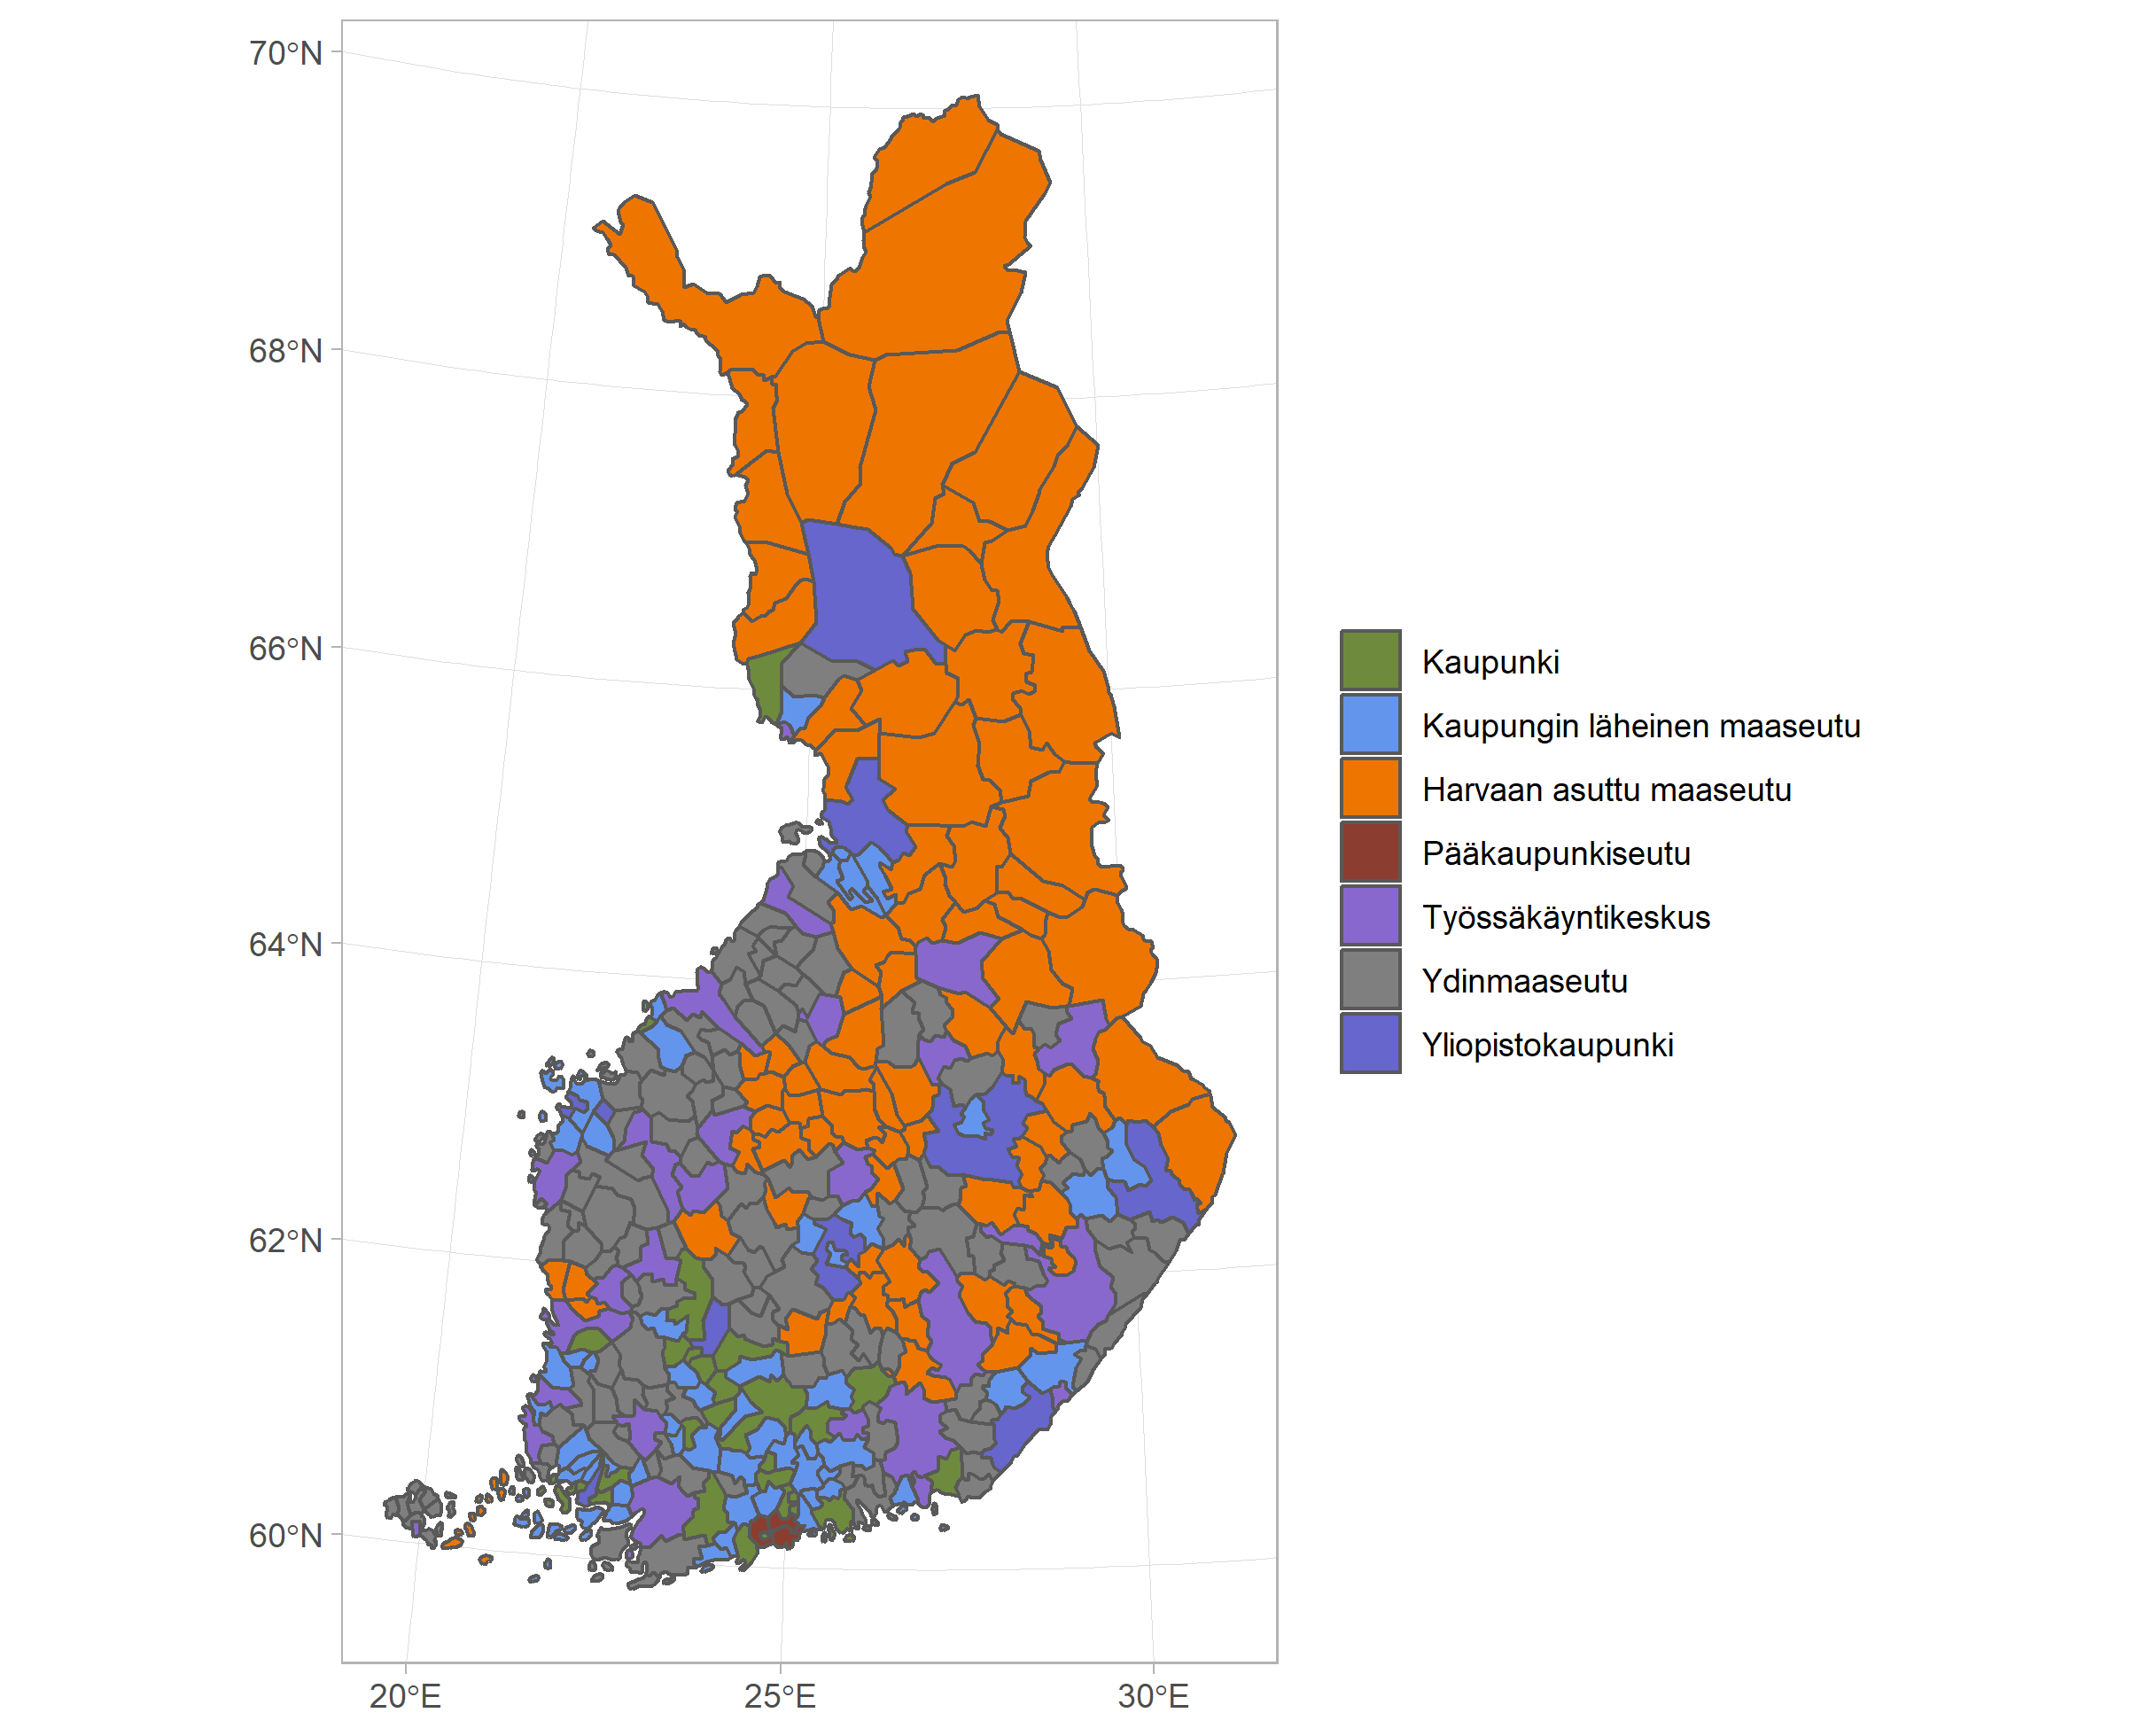 70°N
68°N
66°N
64°N
62°N
60°N
20°E
25°E
30°E
Kaupunki
Kaupungin läheinen maaseutu
Harvaan asuttu maaseutu
Pääkaupunkiseutu
Työssäkäyntikeskus
Ydinmaaseutu
Yliopistokaupunki